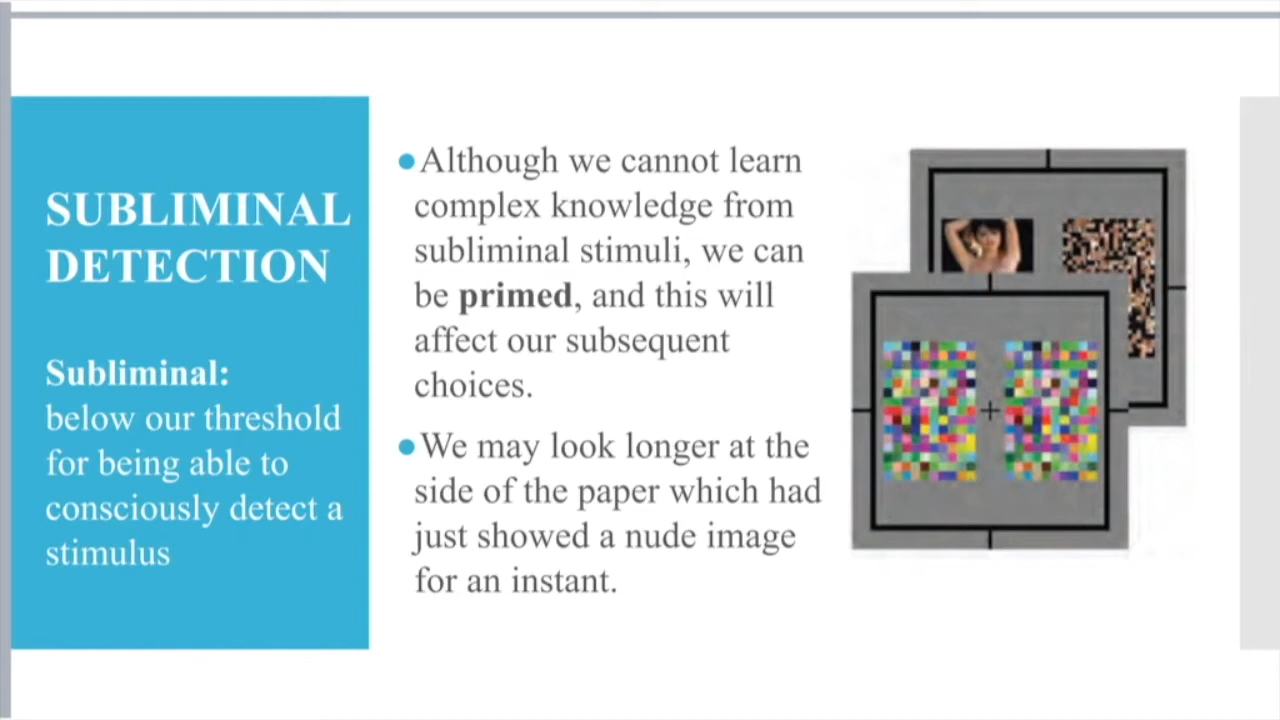 SUBLIMINAL
DETECTION
Subliminal:
below our threshold
for being able to
consciously detect a
stimulus
●Although we cannot learn
complex knowledge from
subliminal stimuli, we can
be primed, and this will
affect our subsequent
choices.
●We may look longer at the
side of the paper which had
just showed a nude image
for an instant.